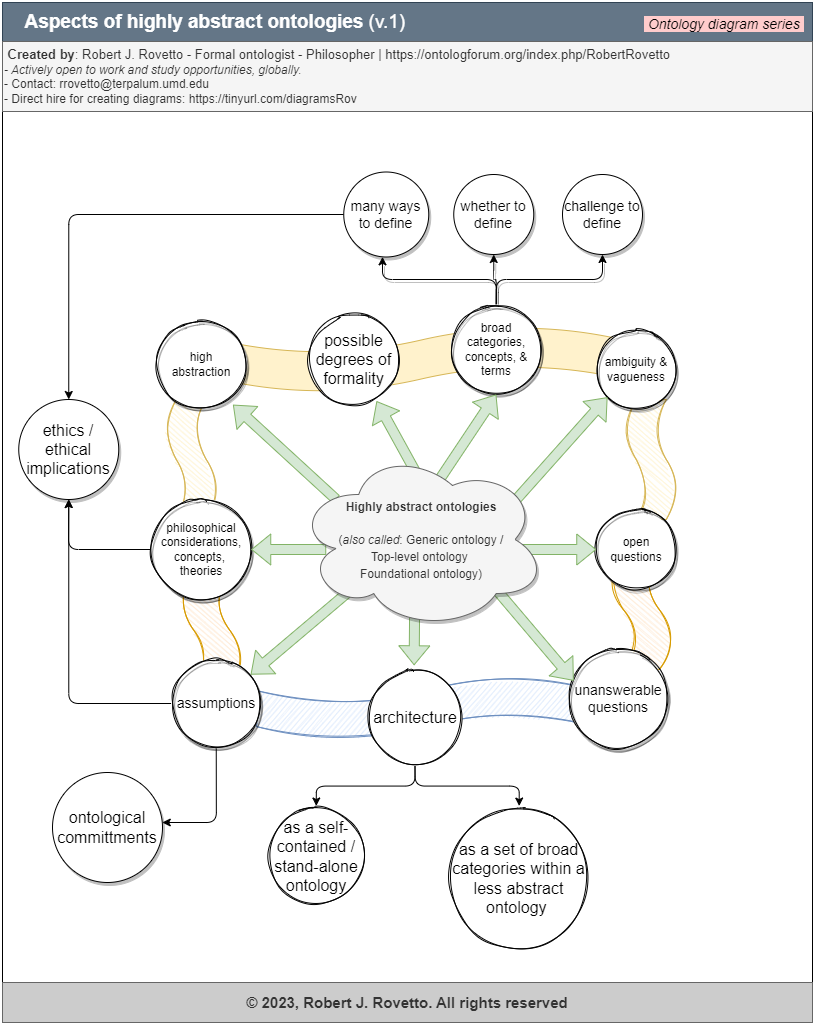 Aspects of highly abstract ontologies (v.1)
Ontology diagram series
Created by: Robert J. Rovetto - Formal ontologist - Philosopher | https://ontologforum.org/index.php/RobertRovetto
- Actively open to work and study opportunities, globally.
- Contact: rrovetto@terpalum.umd.edu
- Direct hire for creating diagrams: https://tinyurl.com/diagramsRov
many ways
to define
whether to
define
challenge to
define
high
abstraction
possible
degrees of
formality
broad
categories,
concepts, &
terms
ambiguity &
vagueness
ethics /
ethical
implications
Highly abstract ontologies
(also called: Generic ontology /
Top-level ontology
Foundational ontology)
philosophical
considerations,
concepts,
theories
open
questions
assumptions
architecture
unanswerable
questions
ontological
committments
as a self-
contained /
stand-alone
ontology
as a set of broad
categories within a
less abstract
ontology
© 2023, Robert J. Rovetto. All rights reserved